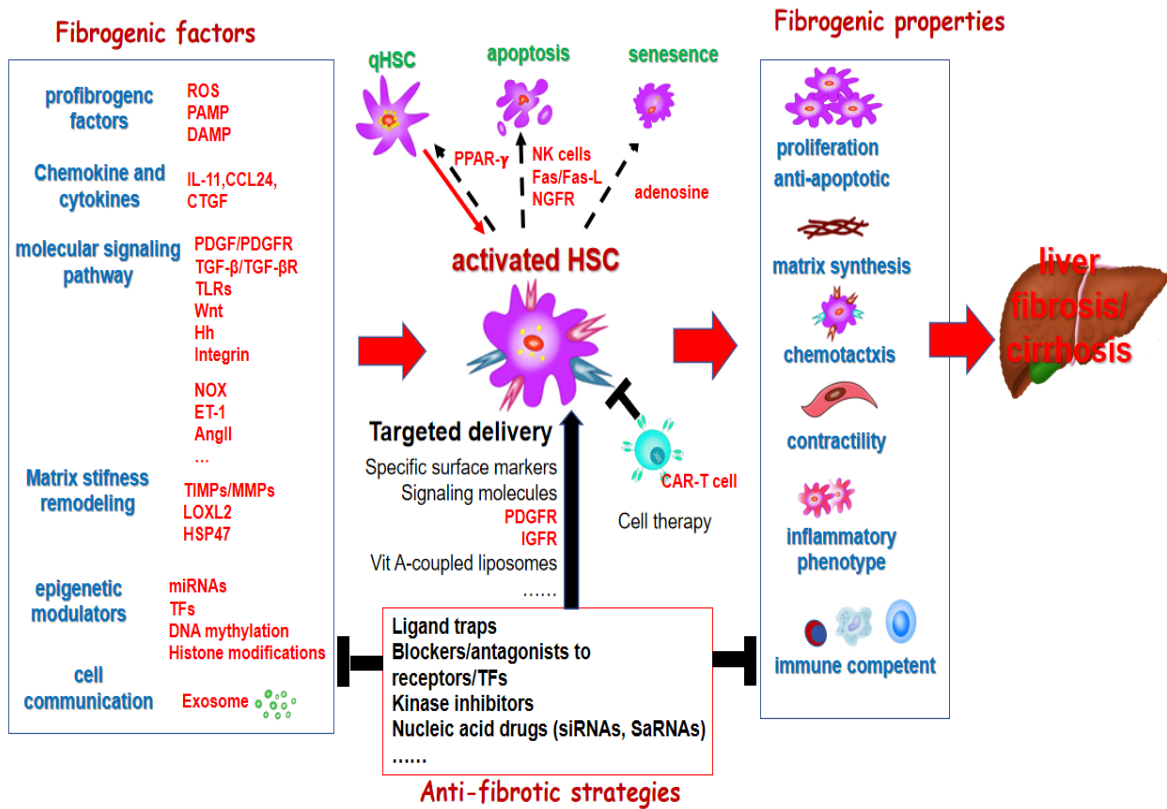 Fibrogenic factors
profibrogenc
factors
ROS
PAMP
DAMP
Chemokine and
cytokines
IL-11,CCL24,
CTGF
molecular signaling
pathway
PDGF/PDGFR
TGF-β/TGF-βR
TLRs
Wnt
Hh
Integrin
NOX
ET-1
AngII
...
Matrix stifness
remodeling
TIMPs/MMPs
LOXL2
HSP47
epigenetic
modulators
miRNAs
TFs
DNA mythylation
Histone modifications
cell
communication
Exosome
qHSC
apoptosis
senesence
PPAR-γ
NK cells
Fas/Fas-L
NGFR
adenosine
activated HSC
Targeted delivery
Specific surface markers
Signaling molecules
PDGFR
IGFR
Vit A-coupled liposomes
......
CAR-T cell
Cell therapy
Ligand traps
Blockers/antagonists to
receptors/TFs
Kinase inhibitors
Nucleic acid drugs (siRNAs, SaRNAs)
......
Anti-fibrotic strategies
Fibrogenic properties
proliferation
anti-apoptotic
matrix synthesis
chemotactxis
contractility
inflammatory
phenotype
immune competent
liver
fibrosis/
cirrhosis